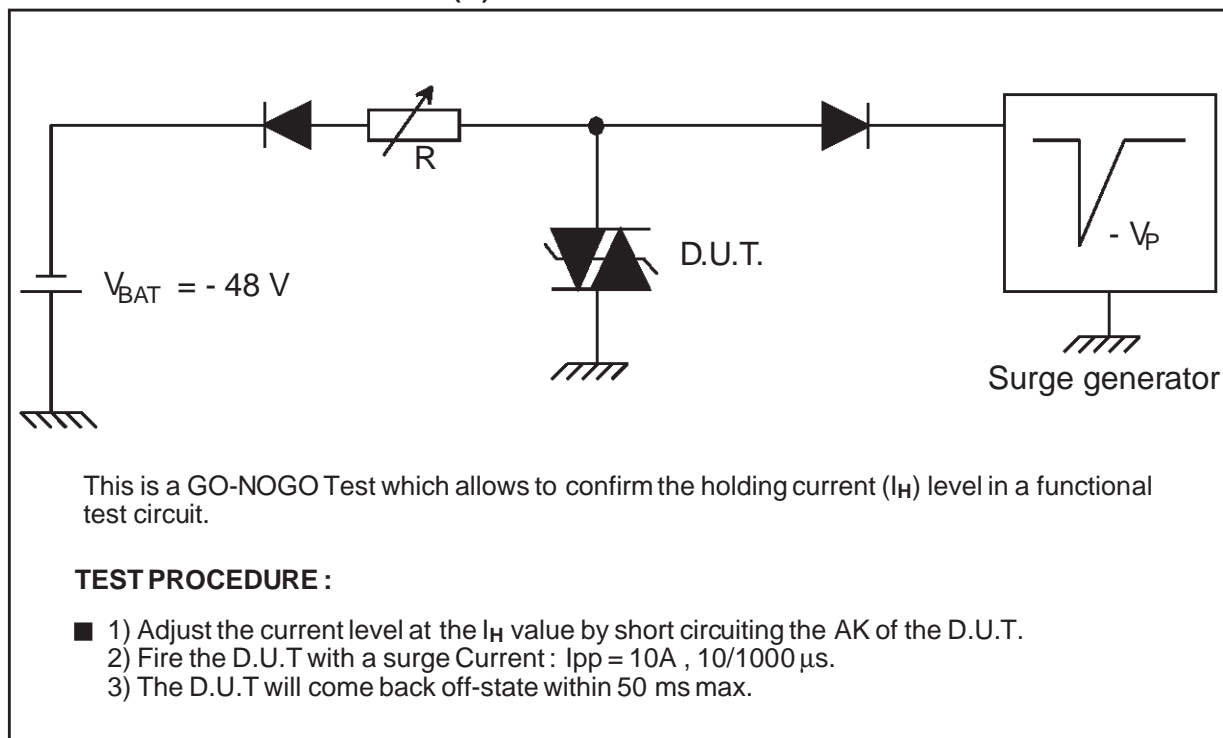 R
D.U.T.
- VP
VBAT = - 48 V
Surge generator
This is a GO-NOGO Test which allows to confirm the holding current (IH) level in a functional
test circuit.
TEST PROCEDURE :
■ 1) Adjust the current level at the IH value by short circuiting the AK of the D.U.T.
2) Fire the D.U.T with a surge Current : Ipp = 10A , 10/1000 µs.
3) The D.U.T will come back off-state within 50 ms max.